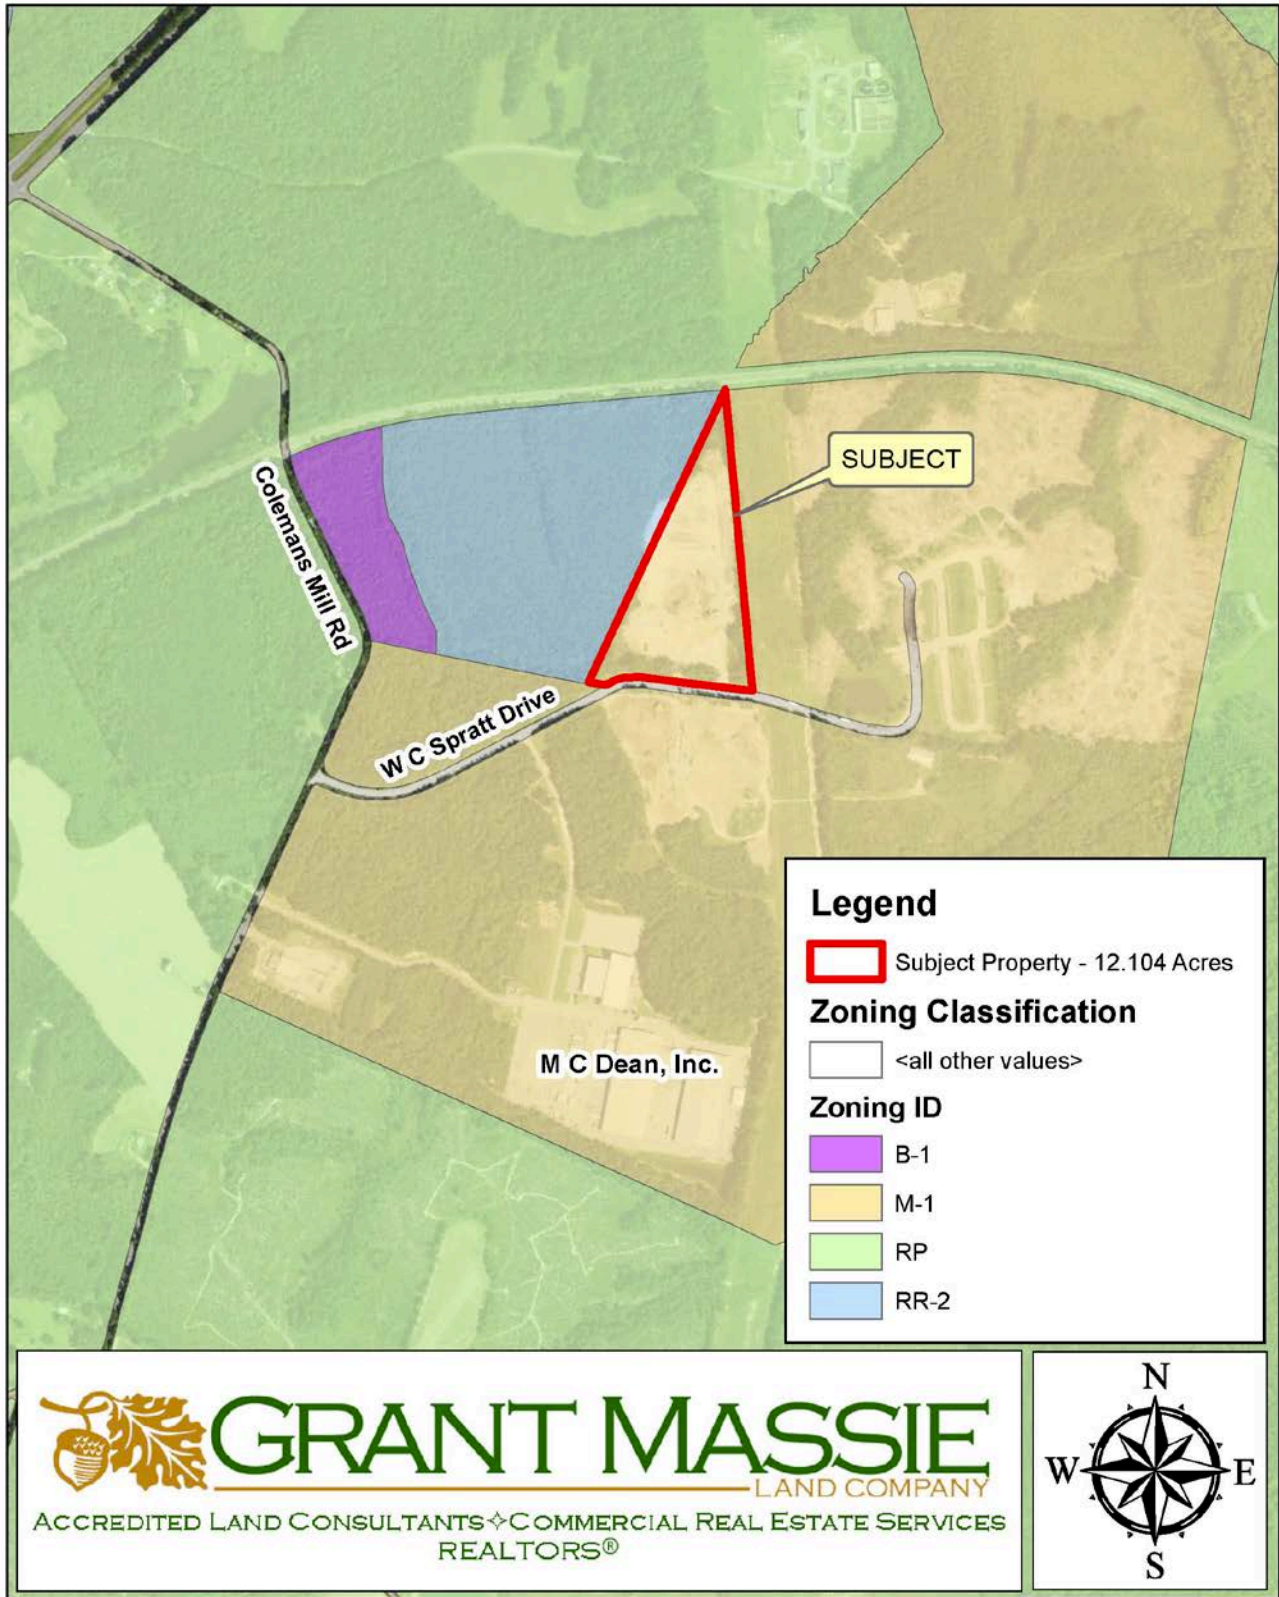 SUBJECT
Colemans Mill Rd
W C Spratt Drive
M C Dean, Inc.
Legend
Subject Property - 12.104 Acres
Zoning Classification
<all other values>
Zoning ID
B-1
M-1
RP
RR-2
GRANT MASSIE
LAND COMPANY
ACCREDITED LAND CONSULTANTS✧COMMERCIAL REAL ESTATE SERVICES
REALTORS®
N
W E
S